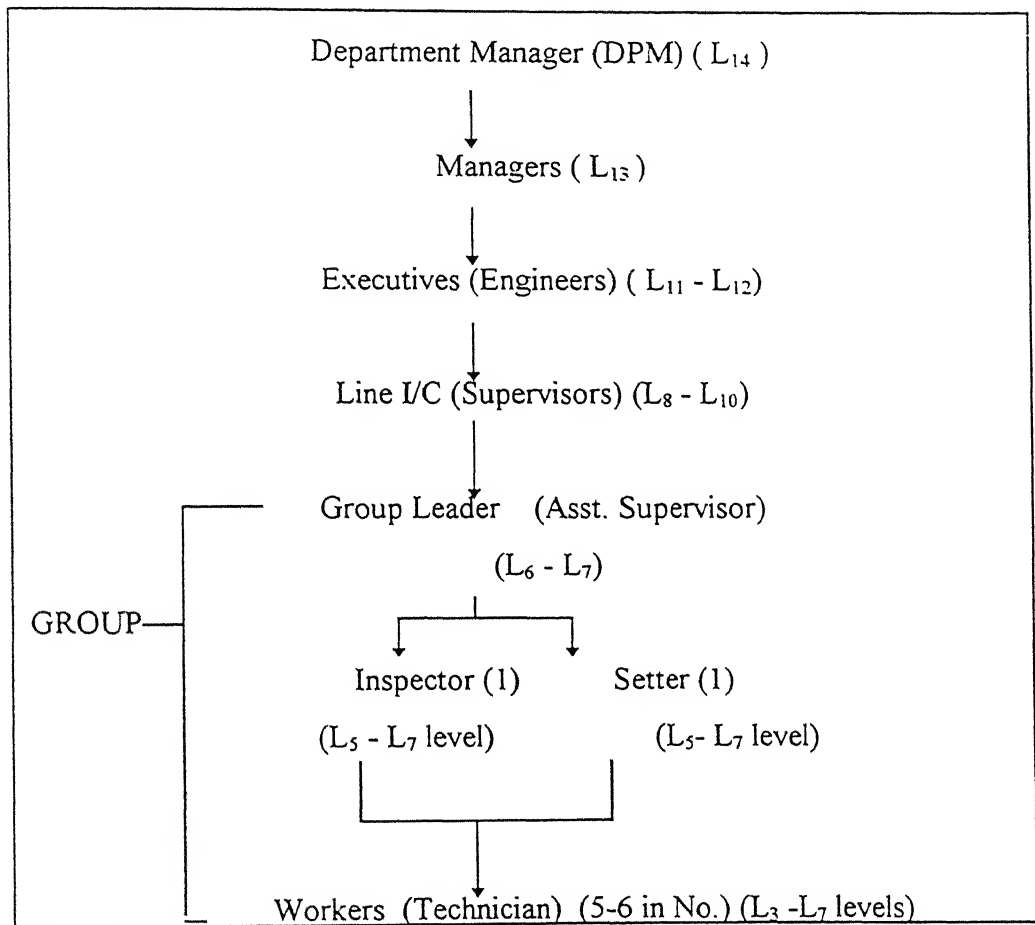 Department Manager (DPM) ( L₁₄ )
Managers ( L₁₃ )
Executives (Engineers) ( L₁₁ - L₁₂)
Line I/C (Supervisors) (L₈ - L₁₀)
Group Leader (Asst. Supervisor)
(L₆ - L₇)
GROUP
Inspector (1) Setter (1)
(L₅ - L₇ level) (L₅- L₇ level)
Workers (Technician) (5-6 in No.) (L₃ -L₇ levels)